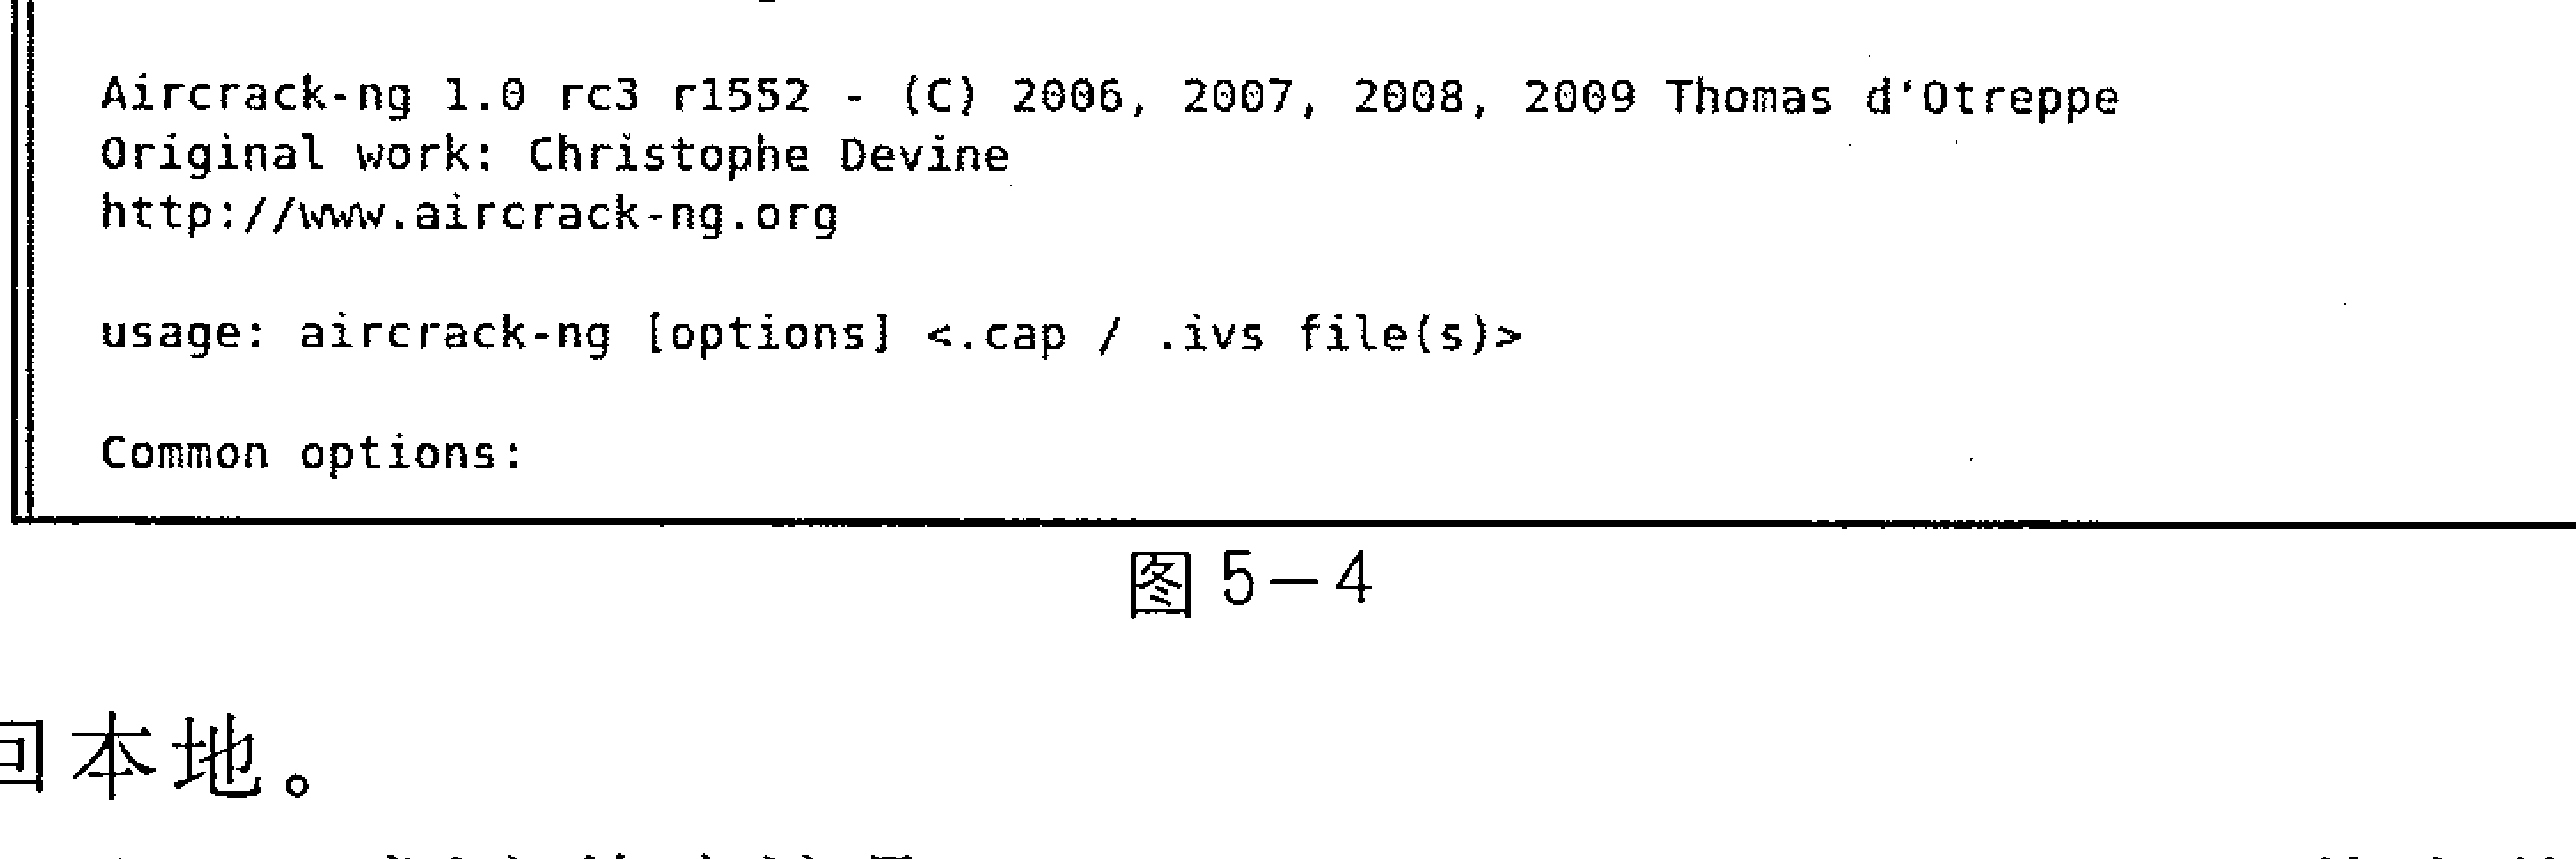 Aircrack-ng 1.0 rc3 r1552 - (C) 2006, 2007, 2008, 2009 Thomas d'Otreppe
Original work: Christophe Devine
http://www.aircrack-ng.org
usage: aircrack-ng [options] <.cap / .ivs file(s)>
Common options:
图 5－4
回本地。